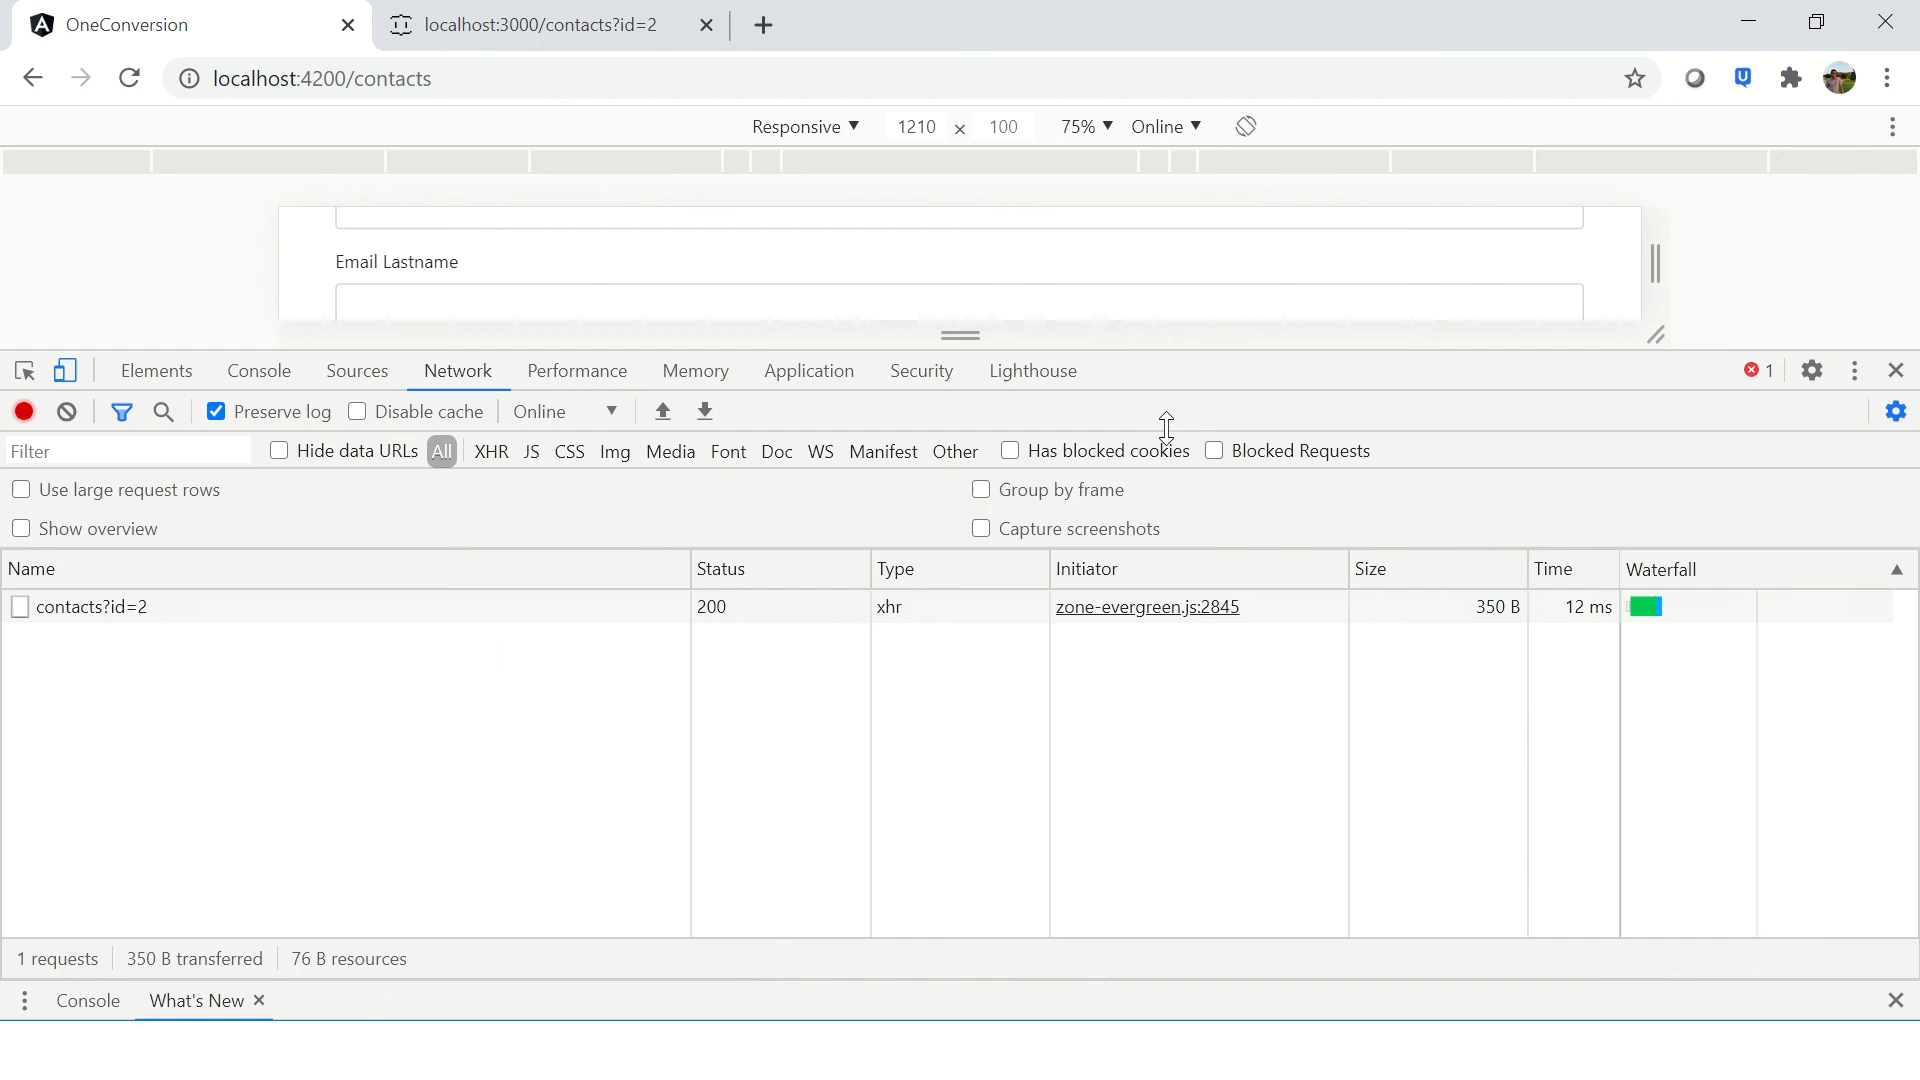 OneConversion
localhost:3000/contacts?id=2
localhost:4200/contacts
Responsive 1210 × 100 75% Online
Email Lastname
Elements Console Sources Network Performance Memory Application Security Lighthouse 1
Preserve log Disable cache Online
Filter Hide data URLs All XHR JS CSS Img Media Font Doc WS Manifest Other Has blocked cookies Blocked Requests
Use large request rows Group by frame
Show overview Capture screenshots
Name Status Type Initiator Size Time Waterfall
contacts?id=2 200 xhr zone-evergreen.js:2845 350 B 12 ms
1 requests 350 B transferred 76 B resources
Console What's New